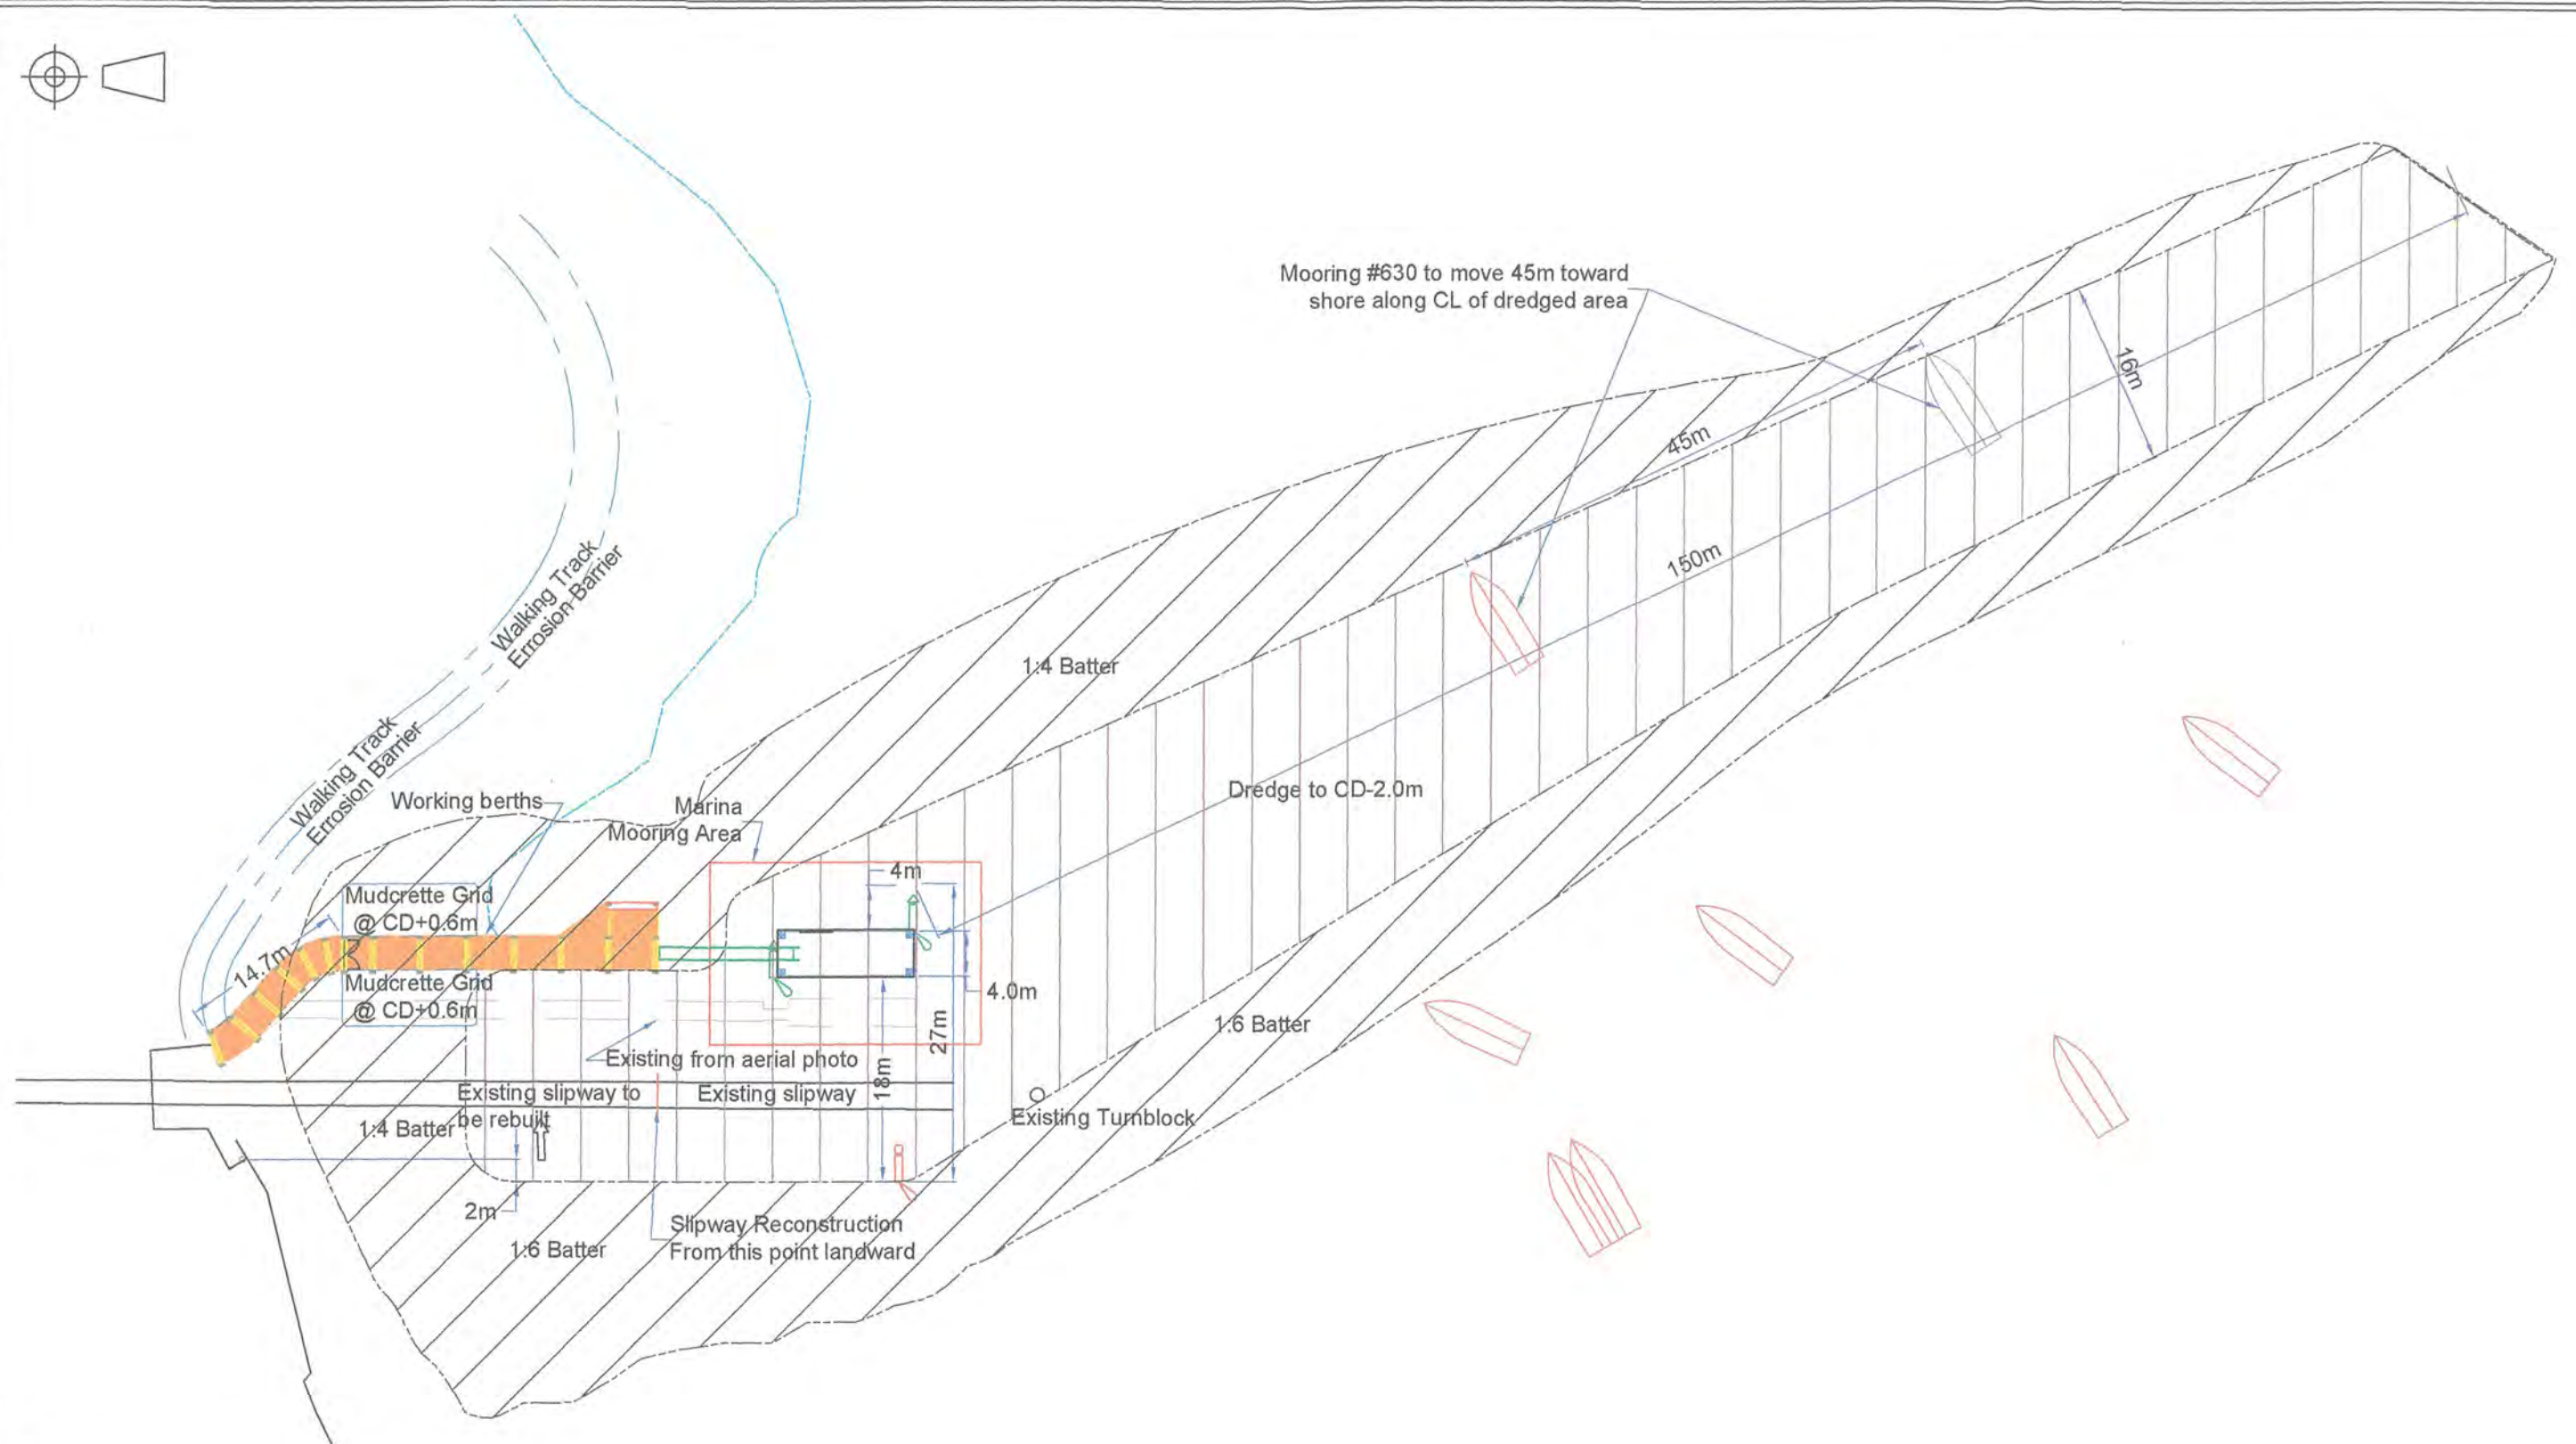 Mooring #630 to move 45m toward
shore along CL of dredged area
16m
45m
150m
Walking Track
Errosion Barrier
1:4 Batter
Walking Track
Errosion Barrier
Dredge to CD-2.0m
Working berths
Marina
Mooring Area
4m
Mudcrette Grid
@ CD+0.6m
14.7m
Mudcrette Grid
@ CD+0.6m
4.0m
27m
1:6 Batter
Existing from aerial photo
18m
Existing slipway to
be rebuilt
Existing slipway
Existing Turnblock
1:4 Batter
2m
Slipway Reconstruction
From this point landward
1:6 Batter